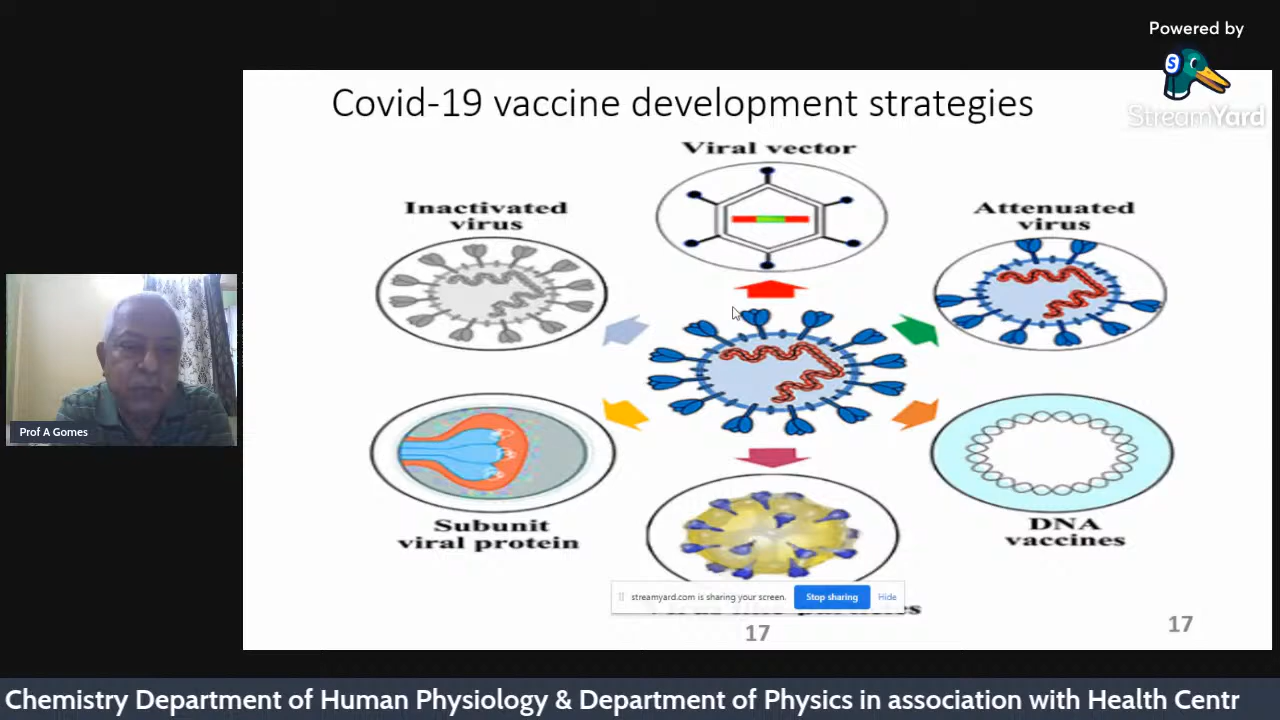 Powered by
StreamYard
Covid-19 vaccine development strategies
Viral vector
Inactivated
virus
Attenuated
virus
Prof A Gomes
Subunit
viral protein
DNA
vaccines
streamyard.com is sharing your screen.
Stop sharing
Hide
17
17
Chemistry Department of Human Physiology & Department of Physics in association with Health Centr